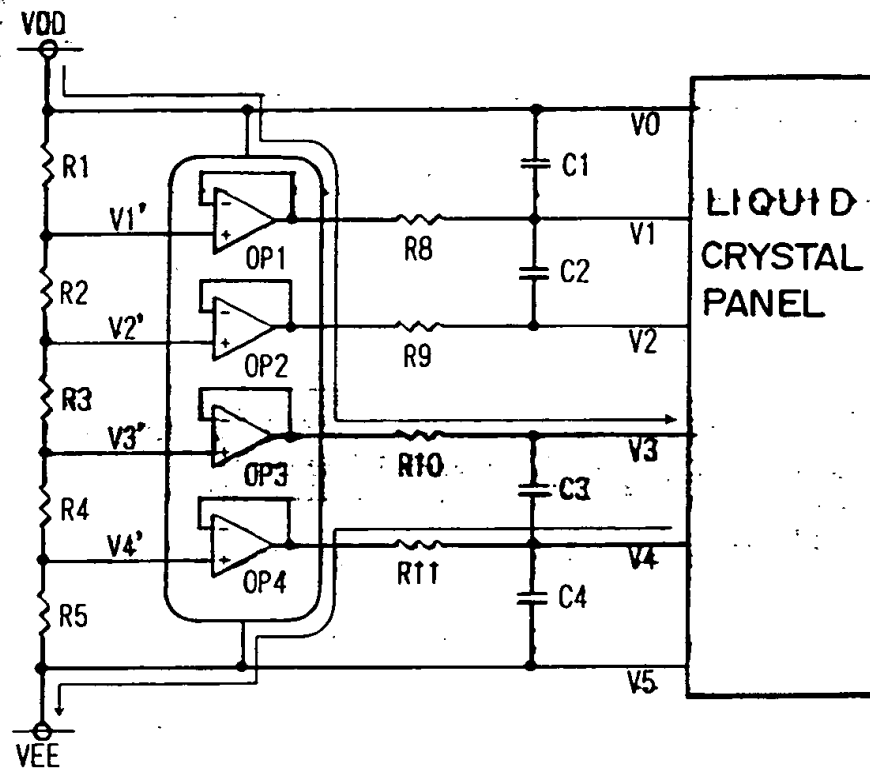 VDD
V0
R1
C1
V1'
- +
OP1
R8
V1
LIQUID
CRYSTAL
PANEL
R2
C2
V2'
- +
OP2
R9
V2
R3
V3'
- +
OP3
R10
V3
R4
C3
V4'
- +
OP4
R11
V4
R5
C4
V5
VEE